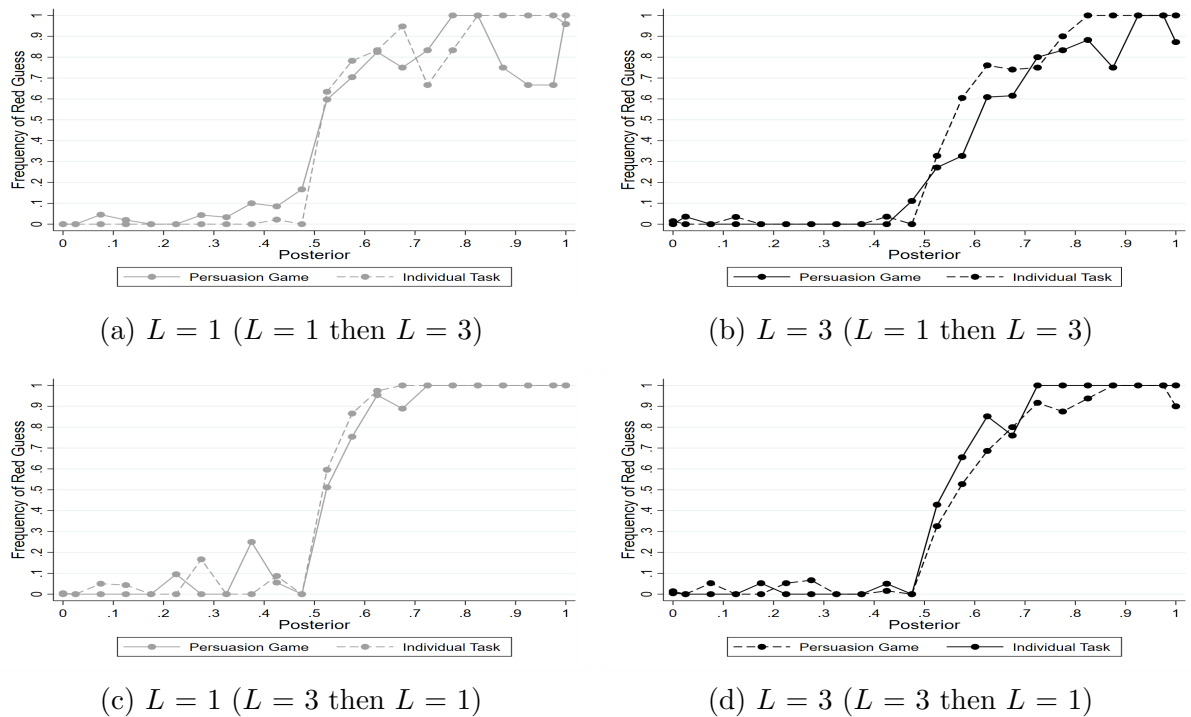 Frequency of Red Guess
0 .1 .2 .3 .4 .5 .6 .7 .8 .9 1
0 .1 .2 .3 .4 .5 .6 .7 .8 .9 1
Posterior
Persuasion Game Individual Task
(a) L = 1 (L = 1 then L = 3)
Frequency of Red Guess
0 .1 .2 .3 .4 .5 .6 .7 .8 .9 1
0 .1 .2 .3 .4 .5 .6 .7 .8 .9 1
Posterior
Persuasion Game Individual Task
(b) L = 3 (L = 1 then L = 3)
Frequency of Red Guess
0 .1 .2 .3 .4 .5 .6 .7 .8 .9 1
0 .1 .2 .3 .4 .5 .6 .7 .8 .9 1
Posterior
Persuasion Game Individual Task
(c) L = 1 (L = 3 then L = 1)
Frequency of Red Guess
0 .1 .2 .3 .4 .5 .6 .7 .8 .9 1
0 .1 .2 .3 .4 .5 .6 .7 .8 .9 1
Posterior
Persuasion Game Individual Task
(d) L = 3 (L = 3 then L = 1)